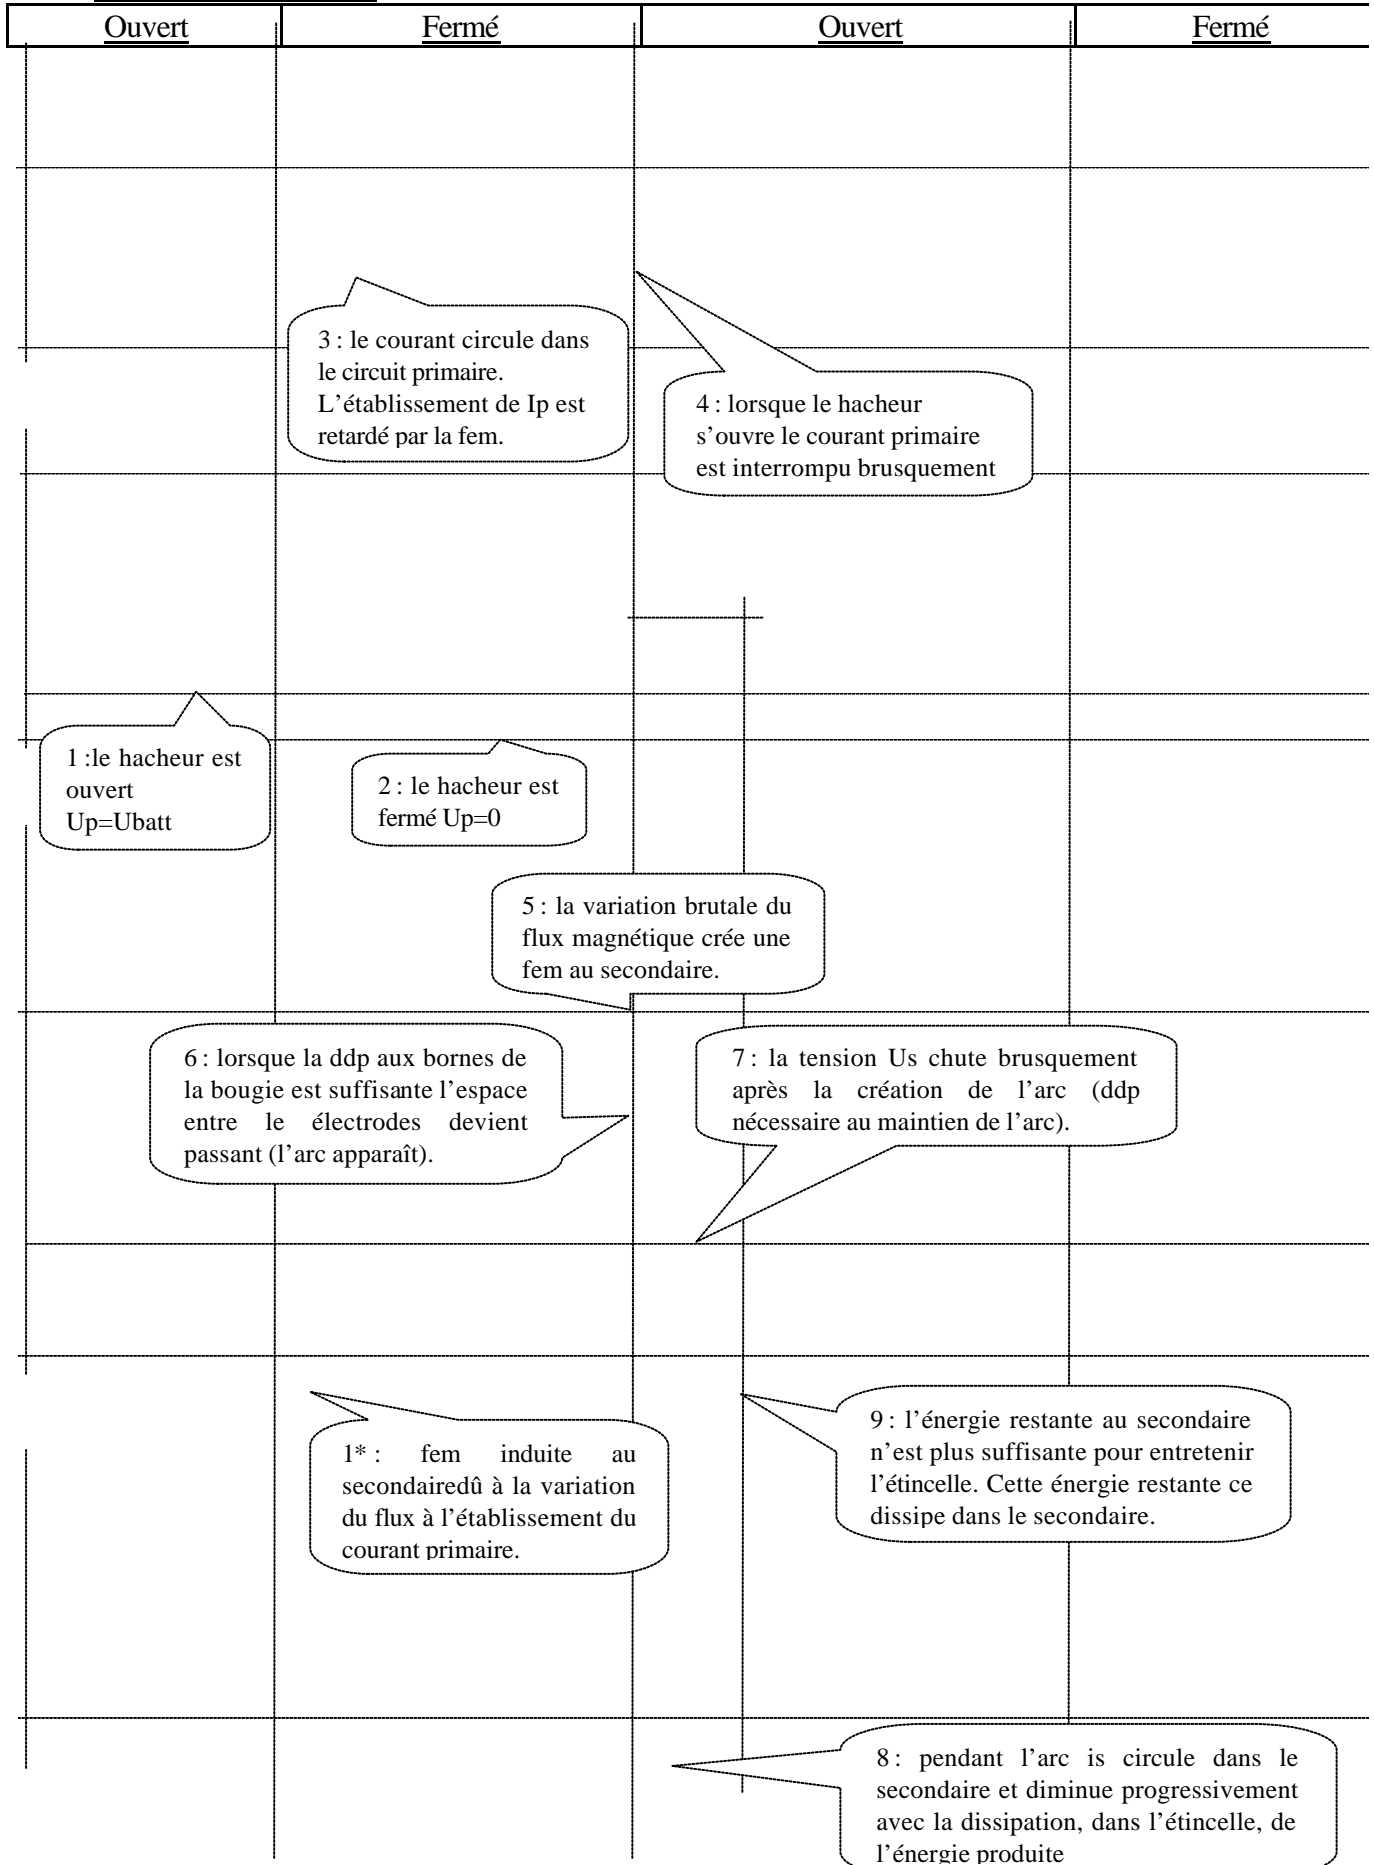 Ouvert Fermé Ouvert Fermé
3 : le courant circule dans
le circuit primaire.
L’établissement de Ip est
retardé par la fem.
4 : lorsque le hacheur
s’ouvre le courant primaire
est interrompu brusquement
1 :le hacheur est
ouvert
Up=Ubatt
2 : le hacheur est
fermé Up=0
5 : la variation brutale du
flux magnétique crée une
fem au secondaire.
6 : lorsque la ddp aux bornes de
la bougie est suffisante l’espace
entre le électrodes devient
passant (l’arc apparaît).
7 : la tension Us chute brusquement
après la création de l’arc (ddp
nécessaire au maintien de l’arc).
1* : fem induite au
secondairedû à la variation
du flux à l’établissement du
courant primaire.
9 : l’énergie restante au secondaire
n’est plus suffisante pour entretenir
l’étincelle. Cette énergie restante ce
dissipe dans le secondaire.
8 : pendant l’arc is circule dans le
secondaire et diminue progressivement
avec la dissipation, dans l’étincelle, de
l’énergie produite